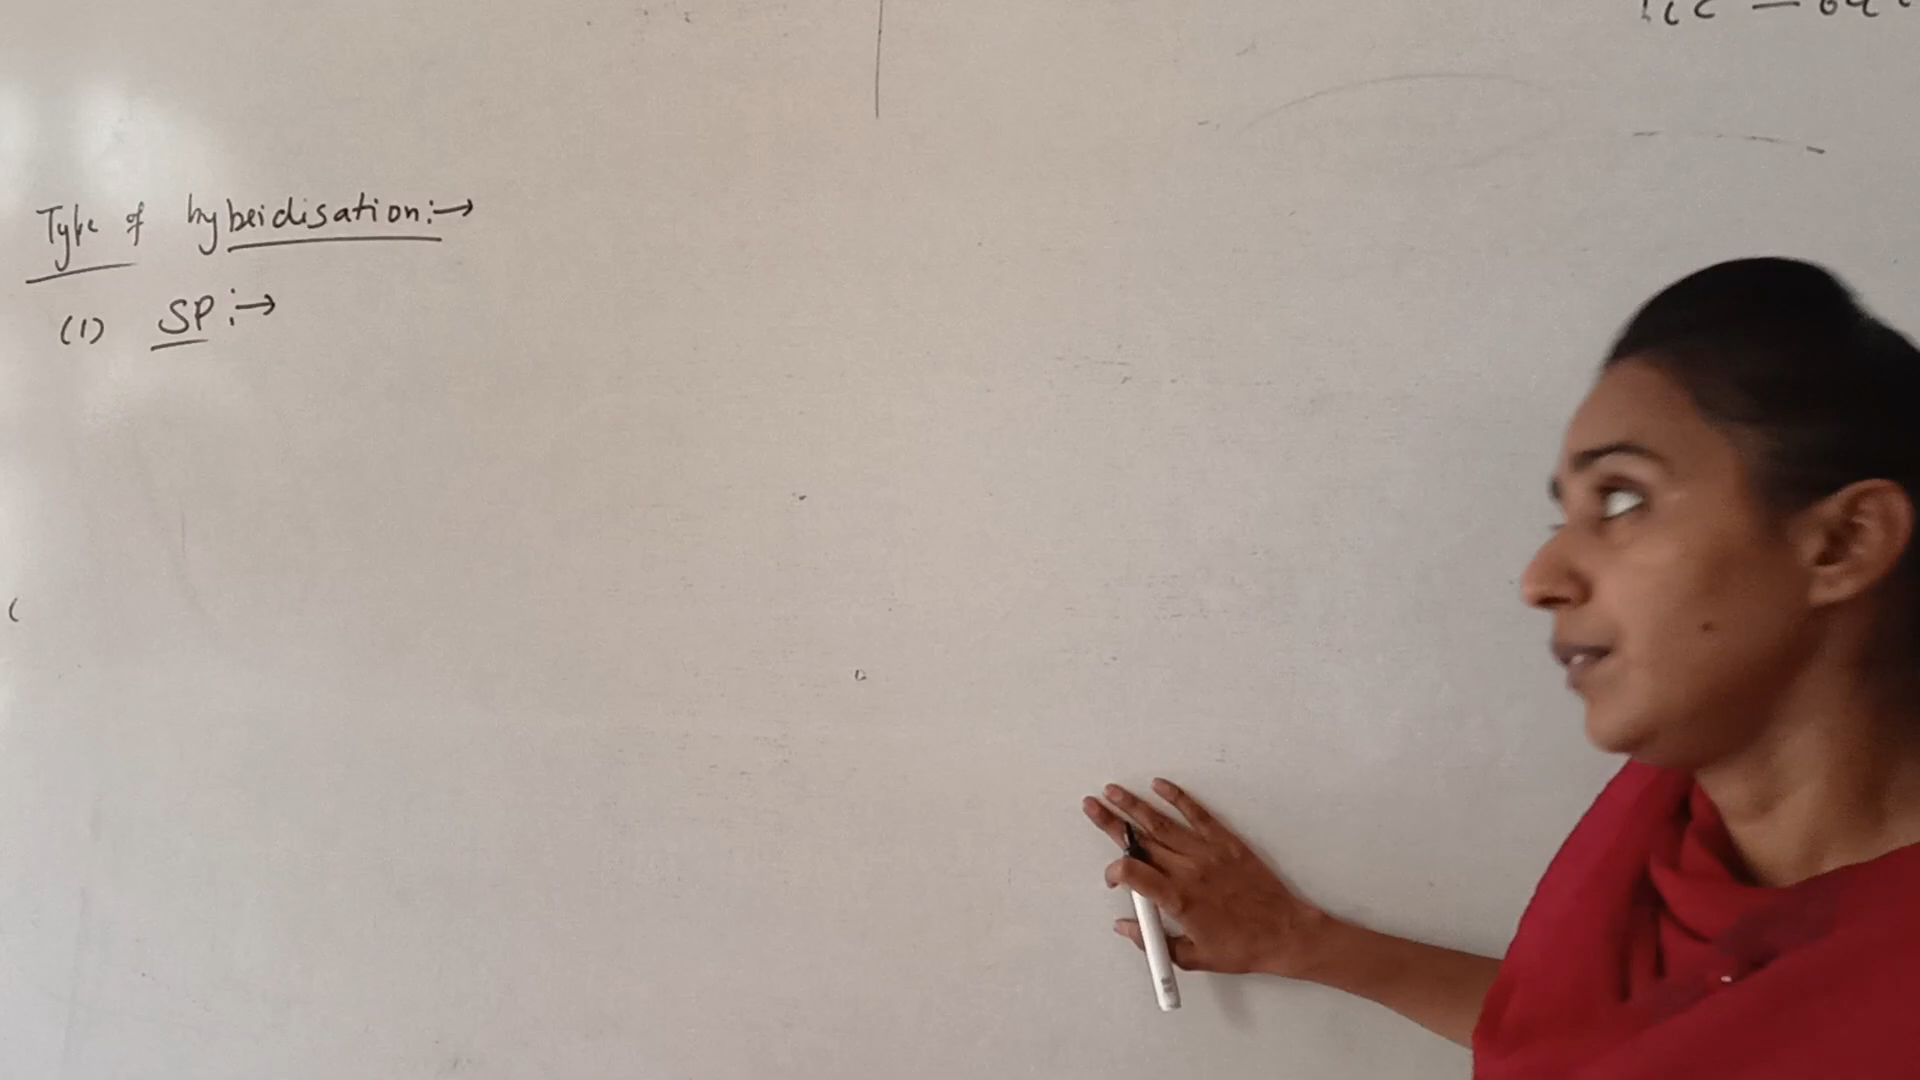 Type of hybridisation:→
(1) SP:→